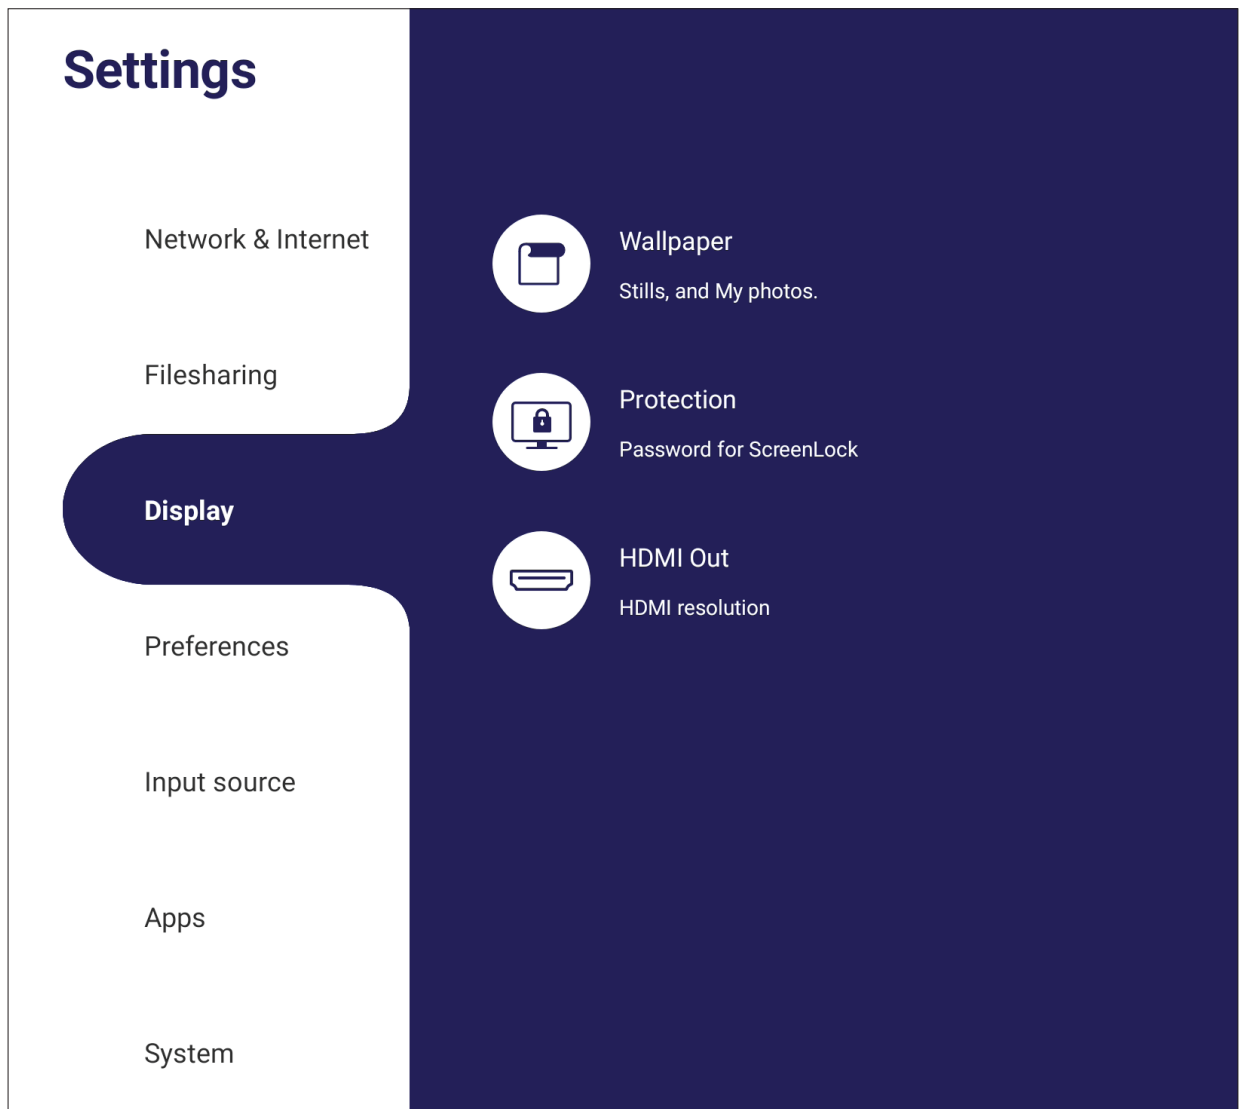 Settings
Network & Internet
Filesharing
Display
Preferences
Input source
Apps
System
Wallpaper
Stills, and My photos.
Protection
Password for ScreenLock
HDMI Out
HDMI resolution